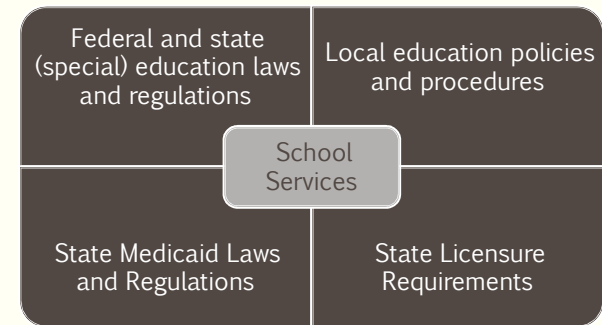 Federal and state
(special) education laws
and regulations
Local education policies
and procedures
School
Services
State Medicaid Laws
and Regulations
State Licensure
Requirements